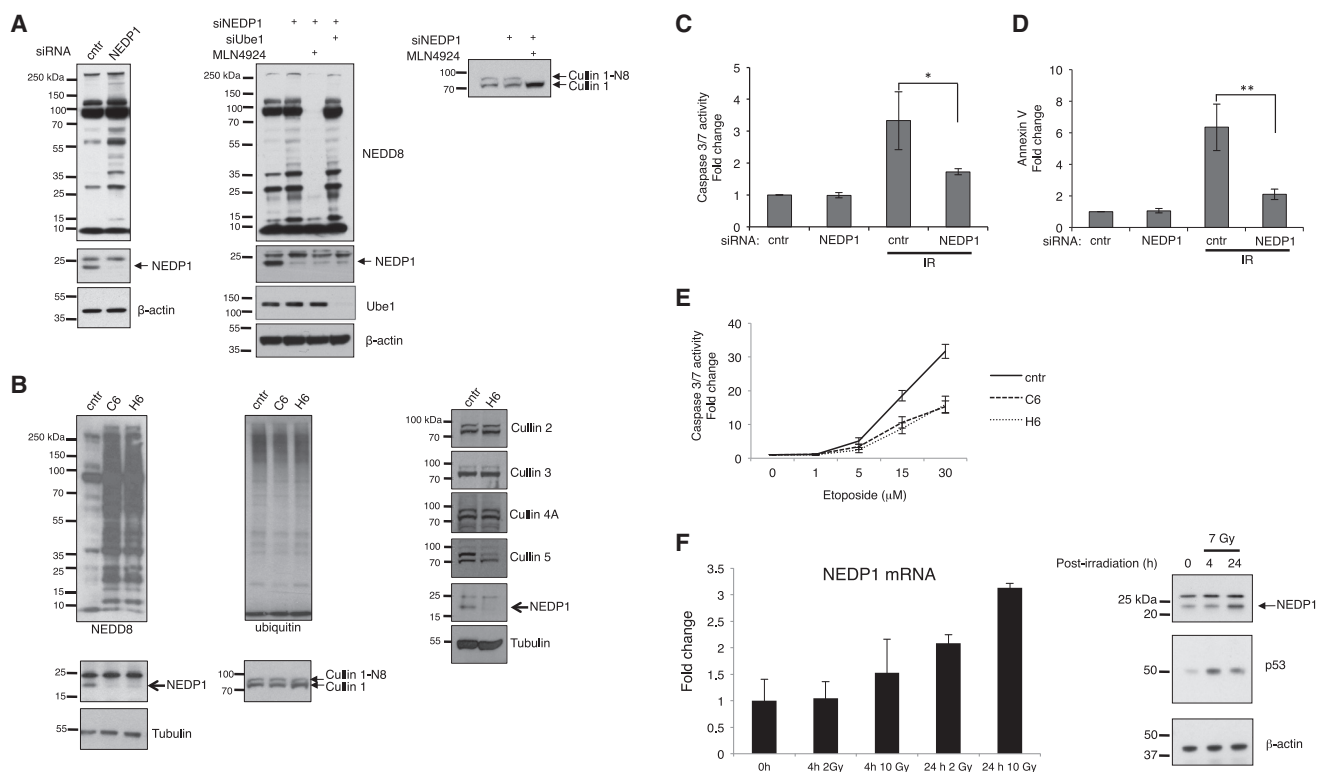 A
siRNA
cntr
NEDP1
250 kDa
150
100
70
55
35
25
15
10
25
15
NEDP1
55
35
β-actin
siNEDP1 + + +
siUbe1 +
MLN4924 +
250 kDa
150
100
70
55
35
25
15
10
NEDD8
25
15
NEDP1
150
100
Ube1
55
35
β-actin
siNEDP1 + +
MLN4924 +
100
70
Cullin 1-N8
Cullin 1
B
cntr
C6
H6
250 kDa
150
100
70
55
35
25
15
10
NEDD8
25
15
NEDP1
55
Tubulin
cntr
C6
H6
ubiquitin
100
70
Cullin 1-N8
Cullin 1
cntr
H6
100 kDa
70
Cullin 2
100
70
Cullin 3
100
70
Cullin 4A
100
70
Cullin 5
25
15
NEDP1
55
Tubulin
C
Caspase 3/7 activity
Fold change
5
4
3
2
1
0
*
siRNA: cntr NEDP1 cntr NEDP1
IR
D
Annexin V
Fold change
10
8
6
4
2
0
**
siRNA: cntr NEDP1 cntr NEDP1
IR
E
Caspase 3/7 activity
Fold change
40
30
20
10
0
0 1 5 15 30
Etoposide (μM)
cntr
C6
H6
F
NEDP1 mRNA
Fold change
3.5
3
2.5
2
1.5
1
0.5
0
0h 4h 2Gy 4h 10 Gy 24 h 2 Gy 24 h 10 Gy
7 Gy
Post-irradiation (h) 0 4 24
25 kDa
20
NEDP1
50
p53
50
37
β-actin